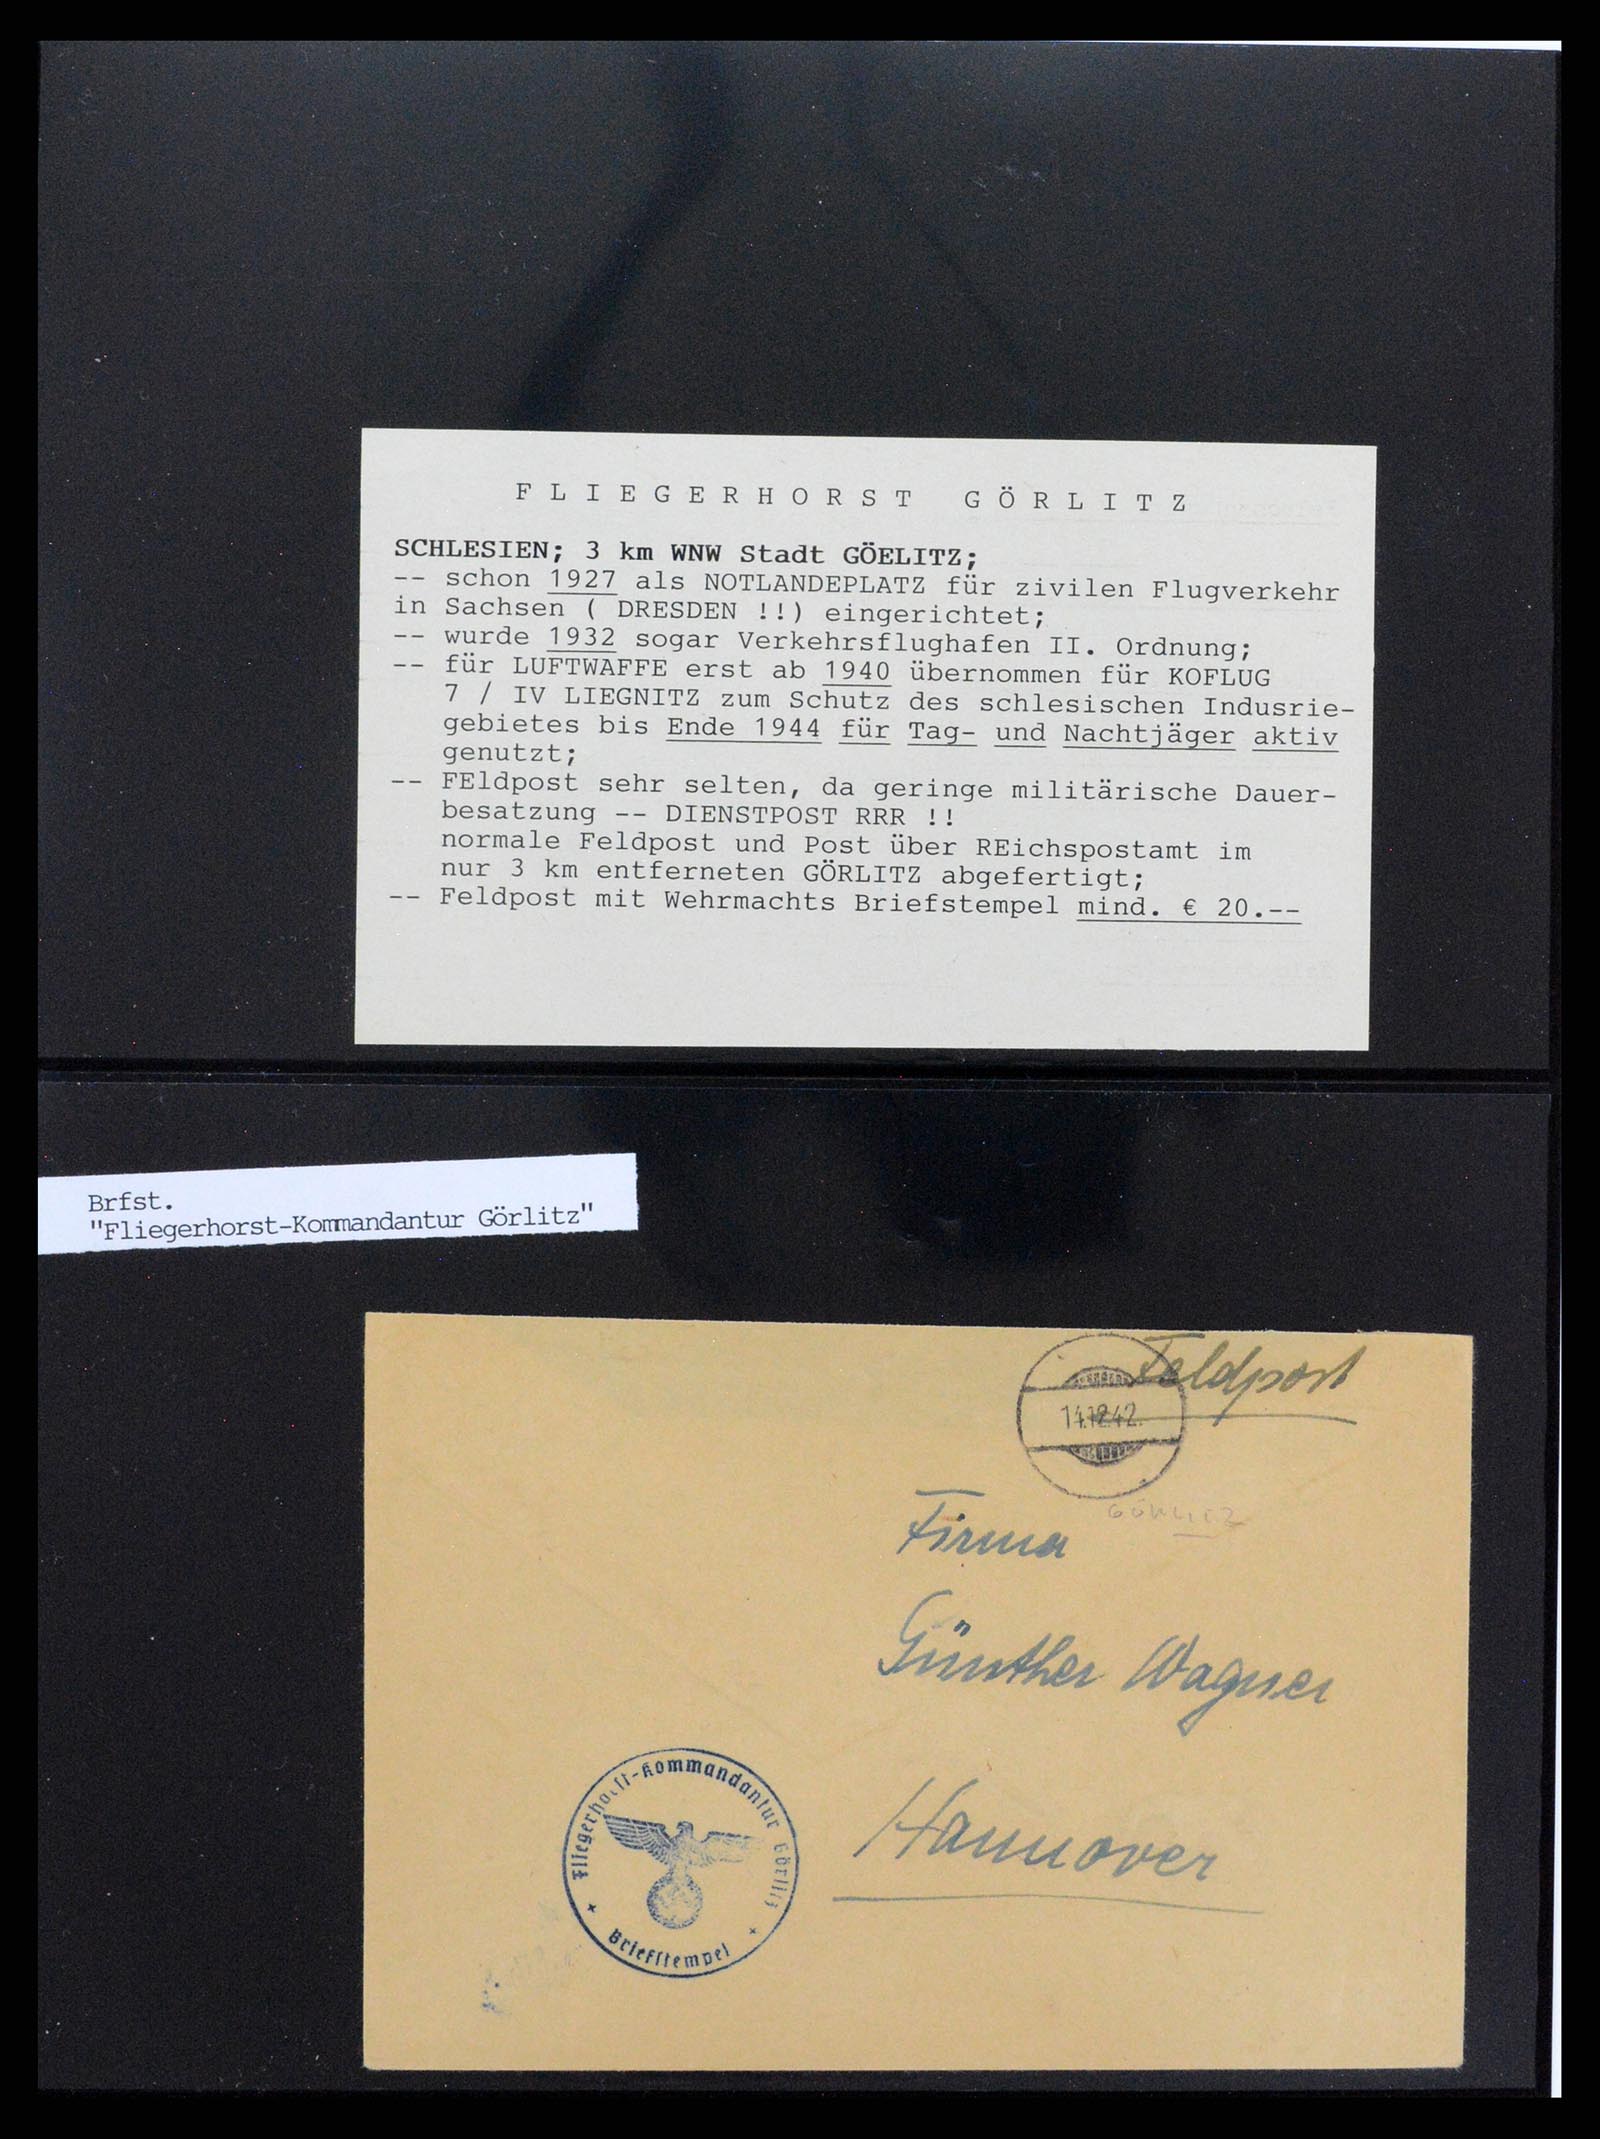 F L I E G E R H O R S T   G Ö R L I T Z
SCHLESIEN; 3 km WNW Stadt GÖELITZ;
-- schon 1927 als NOTLANDEPLATZ für zivilen Flugverkehr
in Sachsen ( DRESDEN !!) eingerichtet;
-- wurde 1932 sogar Verkehrsflughafen II. Ordnung;
-- für LUFTWAFFE erst ab 1940 übernommen für KOFLUG
7 / IV LIEGNITZ zum Schutz des schlesischen Indusrie-
gebietes bis Ende 1944 für Tag- und Nachtjäger aktiv
genutzt;
-- FEldpost sehr selten, da geringe militärische Dauer-
besatzung -- DIENSTPOST RRR !!
normale Feldpost und Post über REichspostamt im
nur 3 km entferneten GÖRLITZ abgefertigt;
-- Feldpost mit Wehrmachts Briefstempel mind. € 20.--
Brfst.
"Fliegerhorst-Kommandantur Görlitz"
Feldpost
14.12.42.
GÖRLITZ
Firma
Günther Wagner
Hannover
Fliegerhorst-Kommandantur Görlitz
Briefstempel